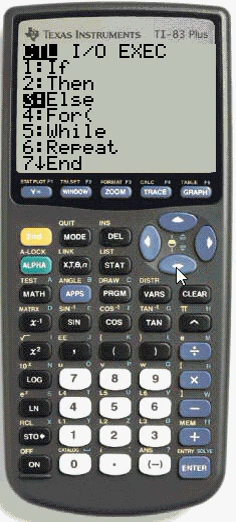 TEXAS INSTRUMENTS TI-83 Plus
CTL I/O EXEC
1:If
2:Then
3:Else
4:For(
5:While
6:Repeat
7↓End
STAT PLOT F1 TBLSET F2 FORMAT F3 CALC F4 TABLE F5
Y= WINDOW ZOOM TRACE GRAPH
QUIT INS
2nd MODE DEL
A-LOCK LINK LIST
ALPHA X,T,θ,n STAT
TEST A ANGLE B DRAW C DISTR
MATH APPS PRGM VARS CLEAR
MATRX D SIN⁻¹ E COS⁻¹ F TAN⁻¹ G π H
x⁻¹ SIN COS TAN ^
√ I EE J { K } L e M
x² , ( ) ÷
10ˣ N u O v P w Q [ R
LOG 7 8 9 ×
eˣ S L4 T L5 U L6 V ] W
LN 4 5 6 −
RCL X L1 Y L2 Z L3 θ MEM "
STO▸ 1 2 3 +
OFF CATALOG i : ANS ? ENTRY SOLVE
ON 0 . (−) ENTER